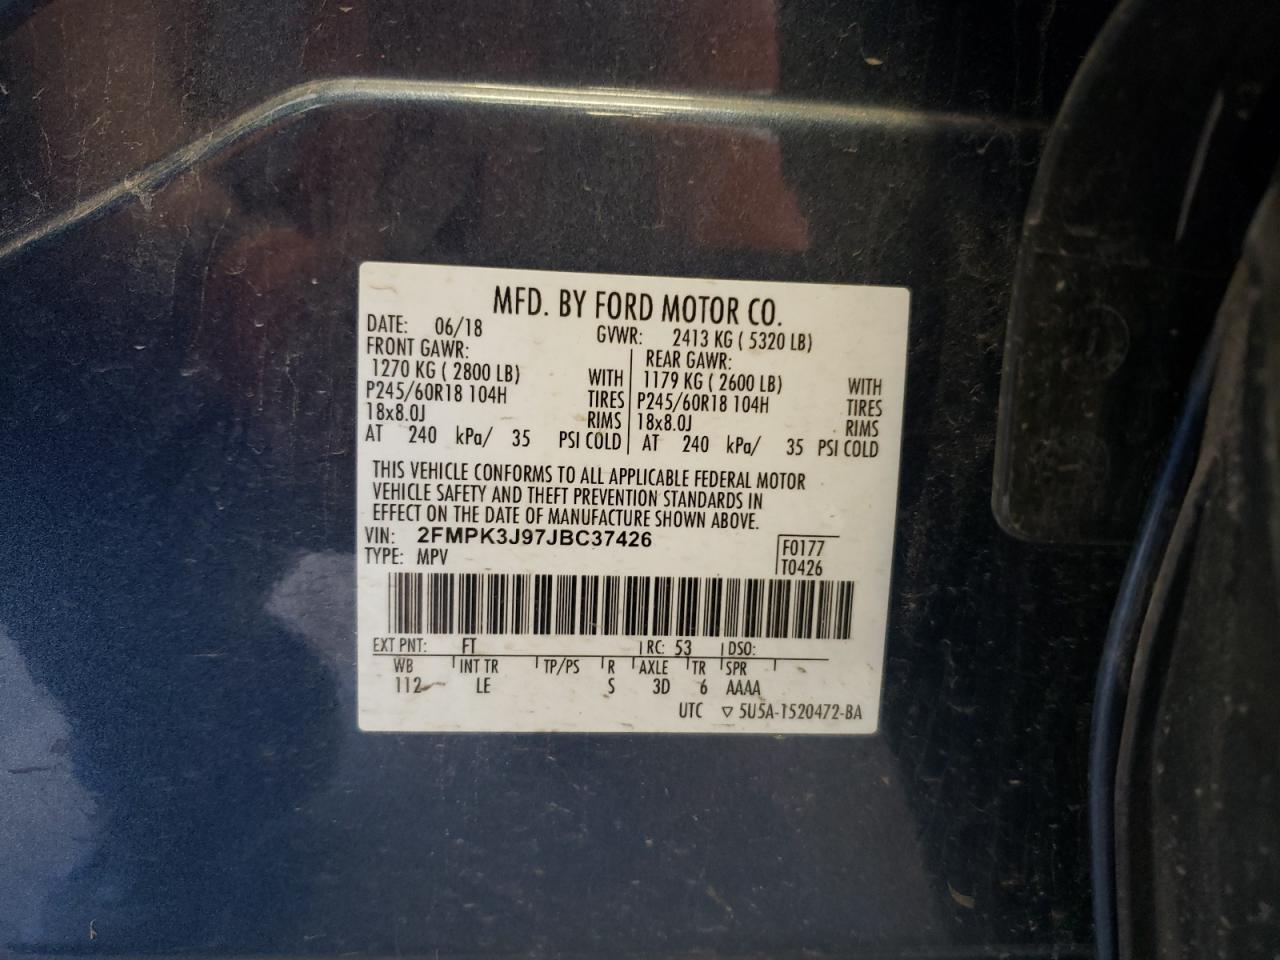 MFD. BY FORD MOTOR CO.
DATE: 06/18 GVWR: 2413 KG ( 5320 LB)
FRONT GAWR: REAR GAWR:
1270 KG ( 2800 LB) WITH 1179 KG ( 2600 LB) WITH
P245/60R18 104H TIRES P245/60R18 104H TIRES
18x8.0J RIMS 18x8.0J RIMS
AT 240 kPa/ 35 PSI COLD AT 240 kPa/ 35 PSI COLD
THIS VEHICLE CONFORMS TO ALL APPLICABLE FEDERAL MOTOR
VEHICLE SAFETY AND THEFT PREVENTION STANDARDS IN
EFFECT ON THE DATE OF MANUFACTURE SHOWN ABOVE.
VIN: 2FMPK3J97JBC37426 F0177
TYPE: MPV T0426
EXT PNT: FT RC: 53 DSO:
WB INT TR TP/PS R AXLE TR SPR
112 LE S 3D 6 AAAA
UTC ▽ 5U5A-1520472-BA